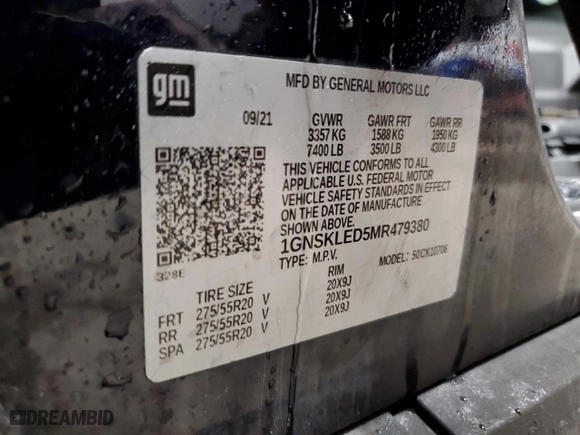 gm
MFD BY GENERAL MOTORS LLC
09/21 GVWR GAWR FRT GAWR RR
3357 KG 1588 KG 1950 KG
7400 LB 3500 LB 4300 LB
THIS VEHICLE CONFORMS TO ALL
APPLICABLE U.S. FEDERAL MOTOR
VEHICLE SAFETY STANDARDS IN EFFECT
ON THE DATE OF MANUFACTURE
SHOWN ABOVE.
1GNSKLED5MR479380
TYPE: M.P.V. MODEL: 50CK10706
328E
TIRE SIZE RIM
FRT 275/55R20 V 20X9J
RR 275/55R20 V 20X9J
SPA 275/55R20 V 20X9J
DREAMBID